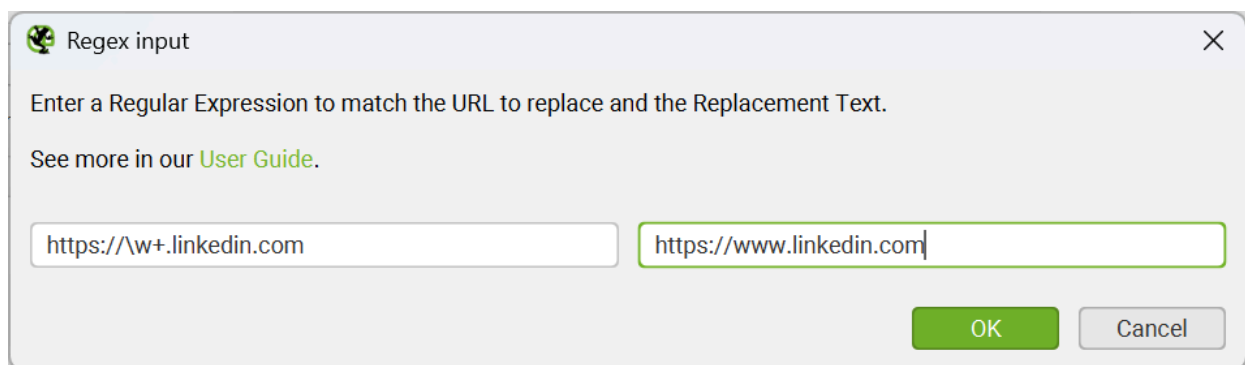 Regex input
Enter a Regular Expression to match the URL to replace and the Replacement Text.
See more in our User Guide.
https://\w+.linkedin.com
https://www.linkedin.com
OK
Cancel